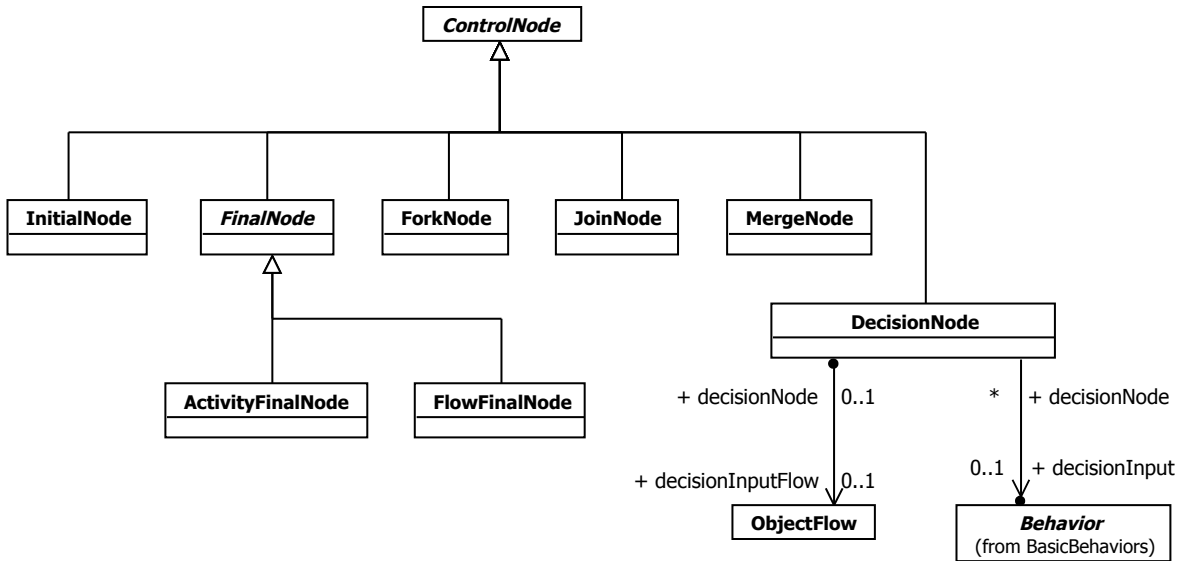 ControlNode
InitialNode
FinalNode
ForkNode
JoinNode
MergeNode
DecisionNode
ActivityFinalNode
FlowFinalNode
+ decisionNode
0..1
*
+ decisionNode
+ decisionInputFlow
0..1
0..1
+ decisionInput
ObjectFlow
Behavior
(from BasicBehaviors)